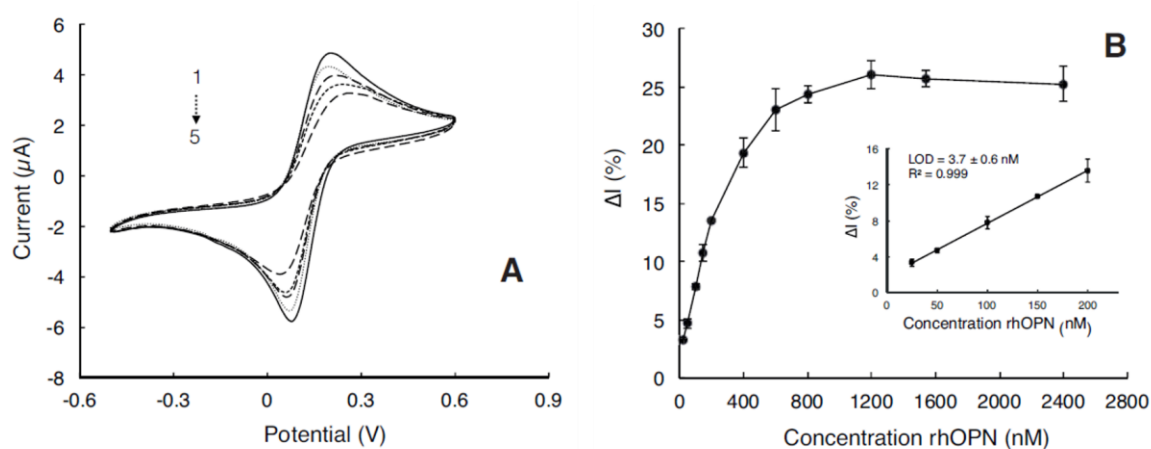 6
4
2
0
-2
-4
-6
-8
-0.6 -0.3 0 0.3 0.6 0.9
Current (µA)
Potential (V)
1
5
A
30
25
20
15
10
5
0
0 400 800 1200 1600 2000 2400 2800
ΔI (%)
Concentration rhOPN (nM)
B
16
12
8
4
0
0 50 100 150 200
ΔI (%)
Concentration rhOPN (nM)
LOD = 3.7 ± 0.6 nM
R² = 0.999